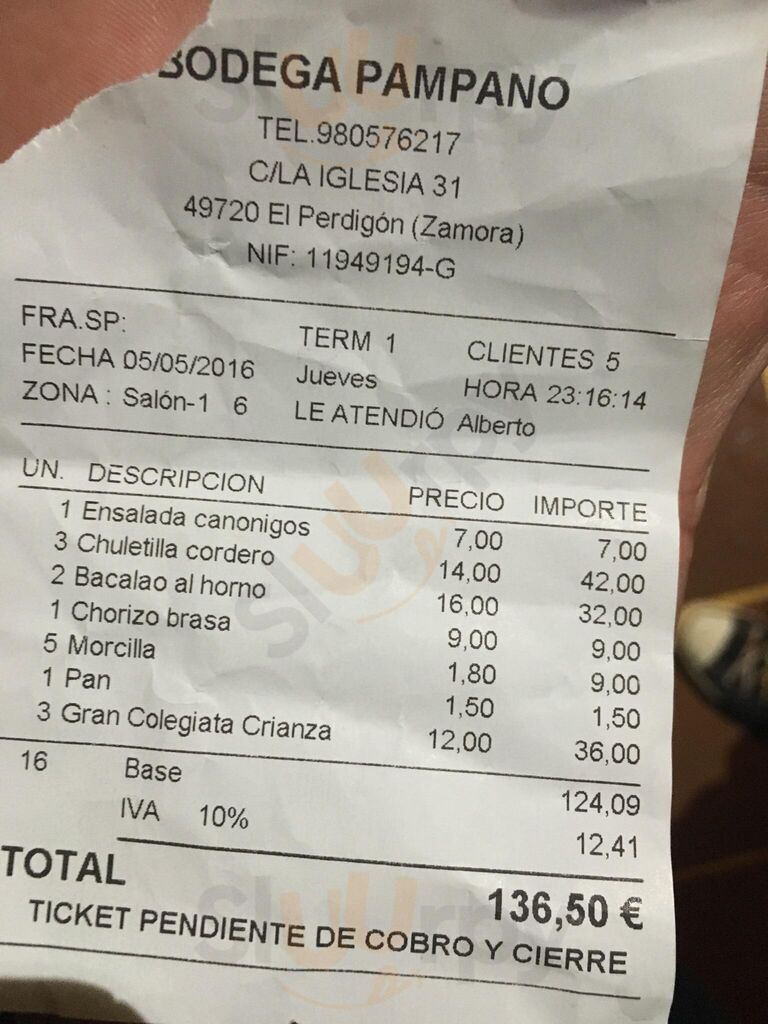 BODEGA PAMPANO
TEL.980576217
C/LA IGLESIA 31
49720 El Perdigón (Zamora)
NIF: 11949194-G
FRA.SP: TERM 1 CLIENTES 5
FECHA 05/05/2016 Jueves HORA 23:16:14
ZONA : Salón-1 6 LE ATENDIÓ Alberto
UN. DESCRIPCION PRECIO IMPORTE
1 Ensalada canonigos 7,00 7,00
3 Chuletilla cordero 14,00 42,00
2 Bacalao al horno 16,00 32,00
1 Chorizo brasa 9,00 9,00
5 Morcilla 1,80 9,00
1 Pan 1,50 1,50
3 Gran Colegiata Crianza 12,00 36,00
16 Base 124,09
IVA 10% 12,41
TOTAL 136,50 €
TICKET PENDIENTE DE COBRO Y CIERRE